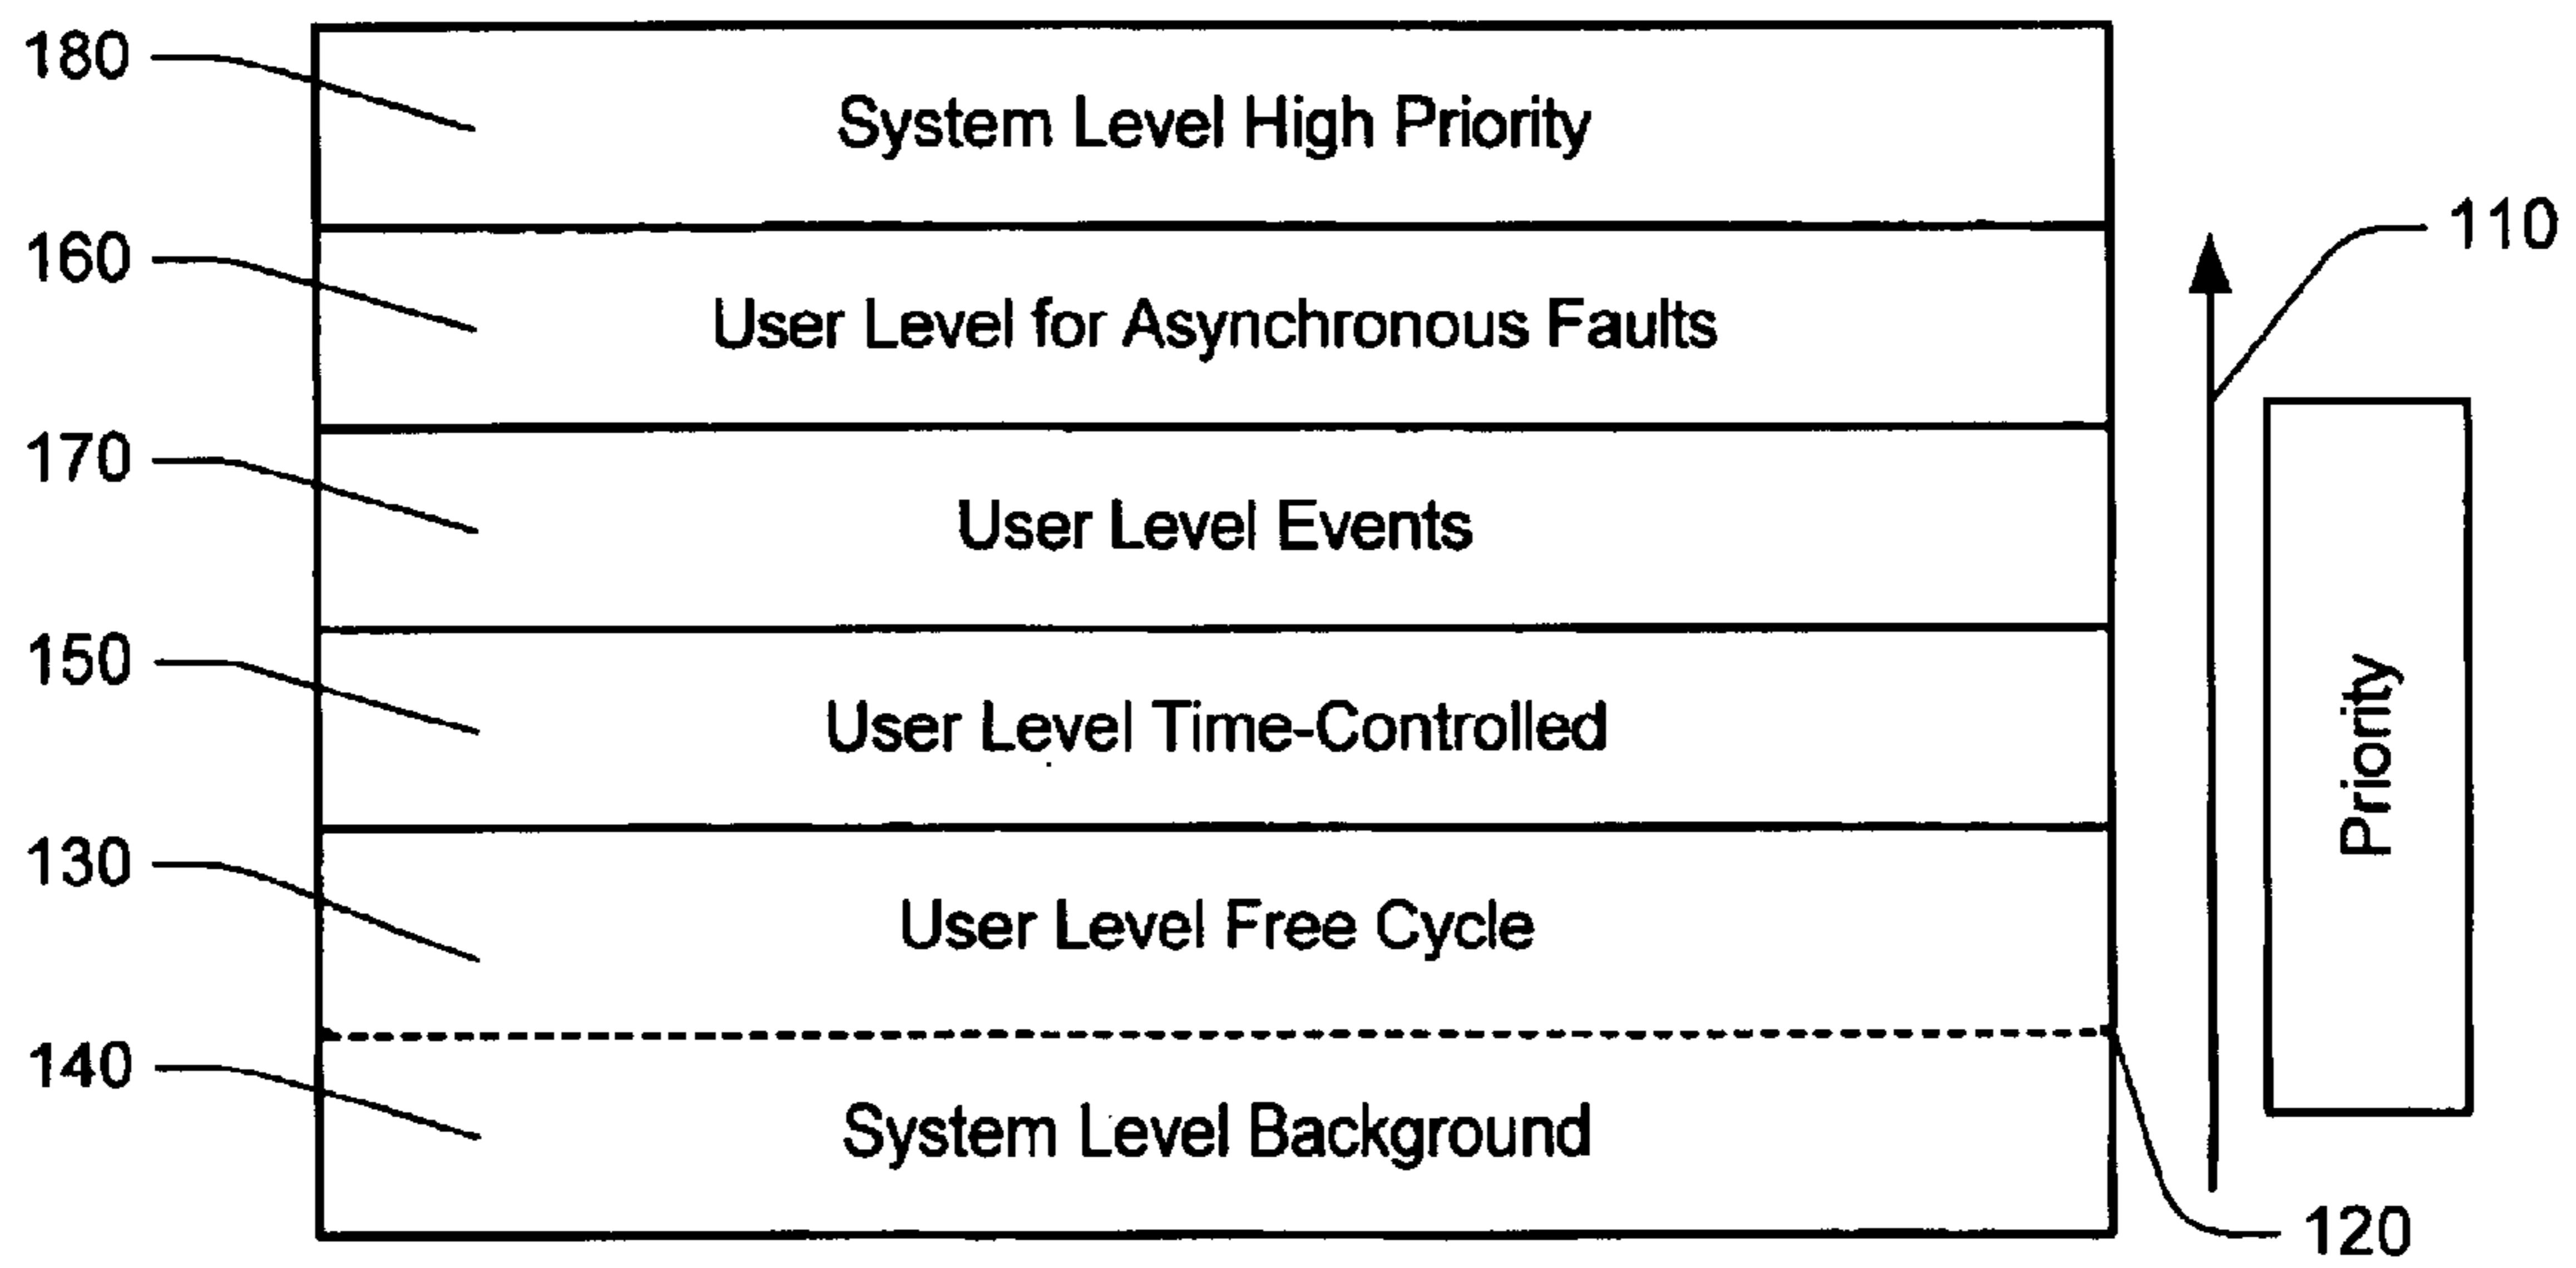 180
System Level High Priority
110
160
User Level for Asynchronous Faults
170
User Level Events
150
User Level Time-Controlled
Priority
130
User Level Free Cycle
140
System Level Background
120